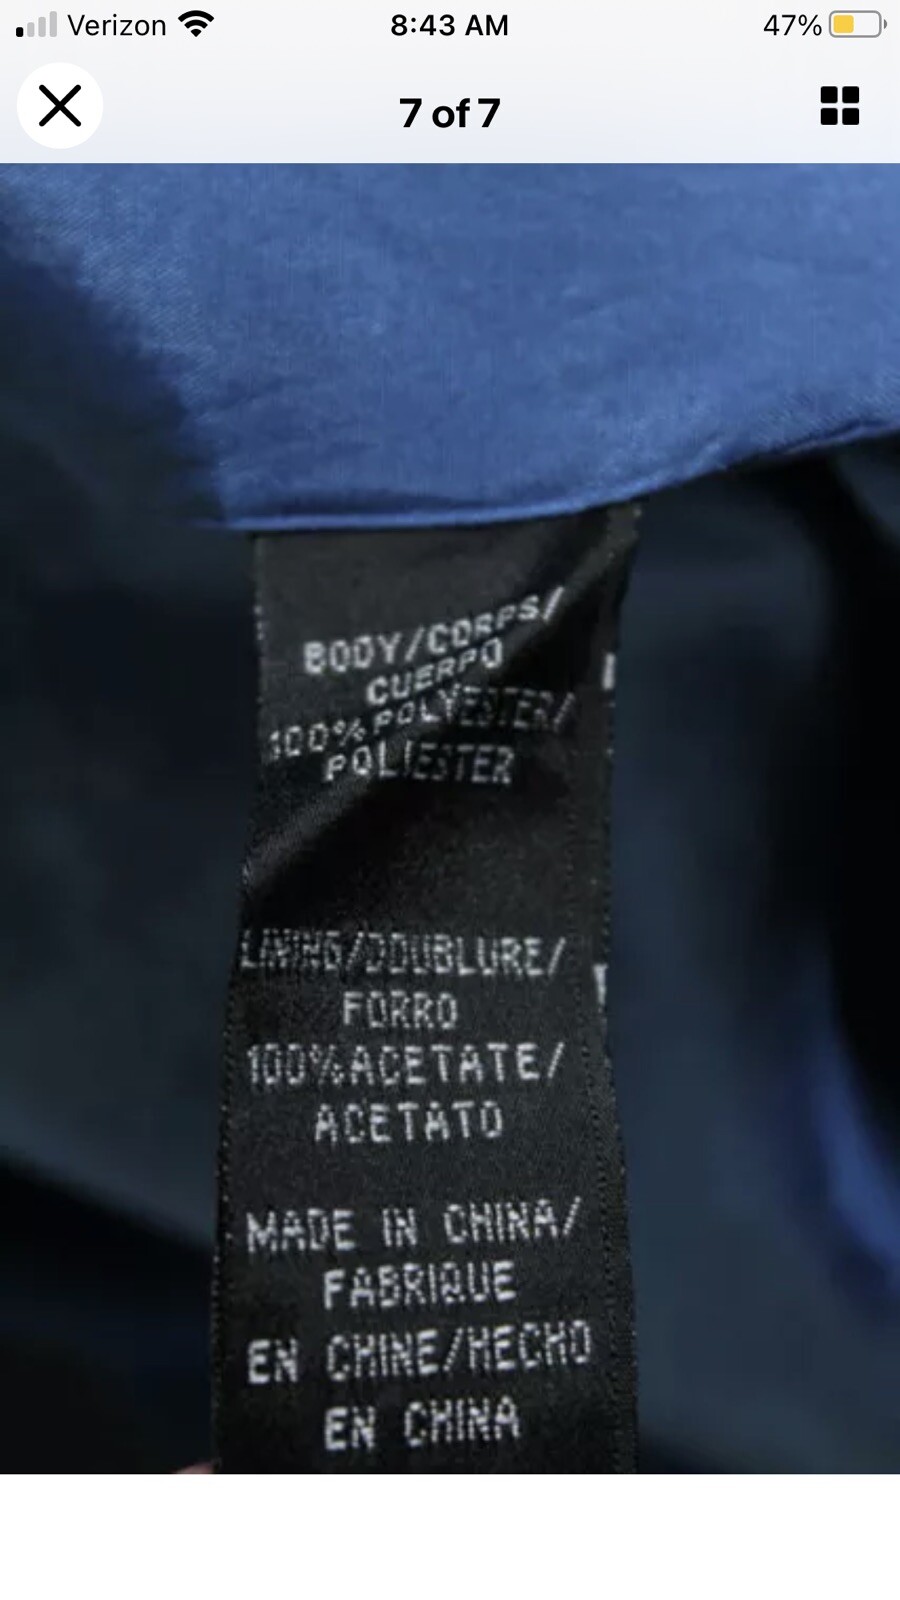 Verizon 8:43 AM 47%
7 of 7
BODY/CORPS/
CUERPO
100%POLYESTER/
POLIESTER
LINING/DOUBLURE/
FORRO
100%ACETATE/
ACETATO
MADE IN CHINA/
FABRIQUE
EN CHINE/HECHO
EN CHINA